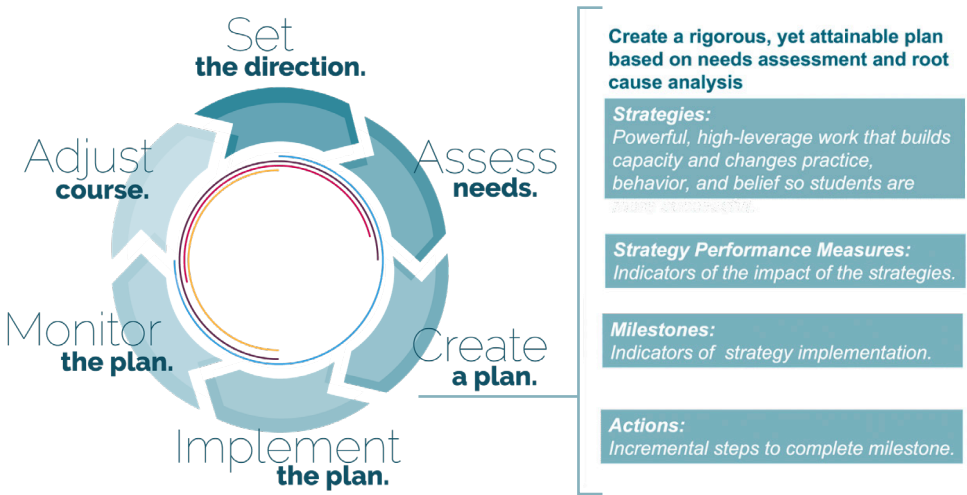 Set
the direction.
Assess
needs.
Create
a plan.
Implement
the plan.
Monitor
the plan.
Adjust
course.
Create a rigorous, yet attainable plan
based on needs assessment and root
cause analysis
Strategies:
Powerful, high-leverage work that builds
capacity and changes practice,
behavior, and belief so students are
Strategy Performance Measures:
Indicators of the impact of the strategies.
Milestones:
Indicators of strategy implementation.
Actions:
Incremental steps to complete milestone.